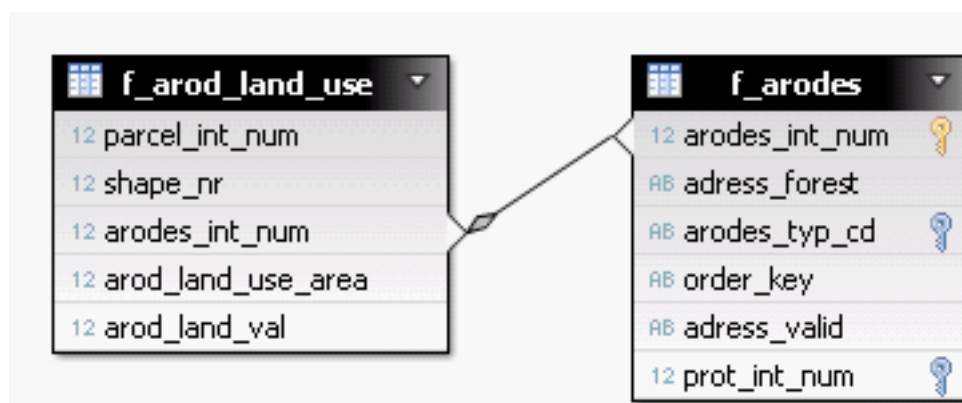 f_arod_land_use
12 parcel_int_num
12 shape_nr
12 arodes_int_num
12 arod_land_use_area
12 arod_land_val
f_arodes
12 arodes_int_num
AB adress_forest
AB arodes_typ_cd
AB order_key
AB adress_valid
12 prot_int_num